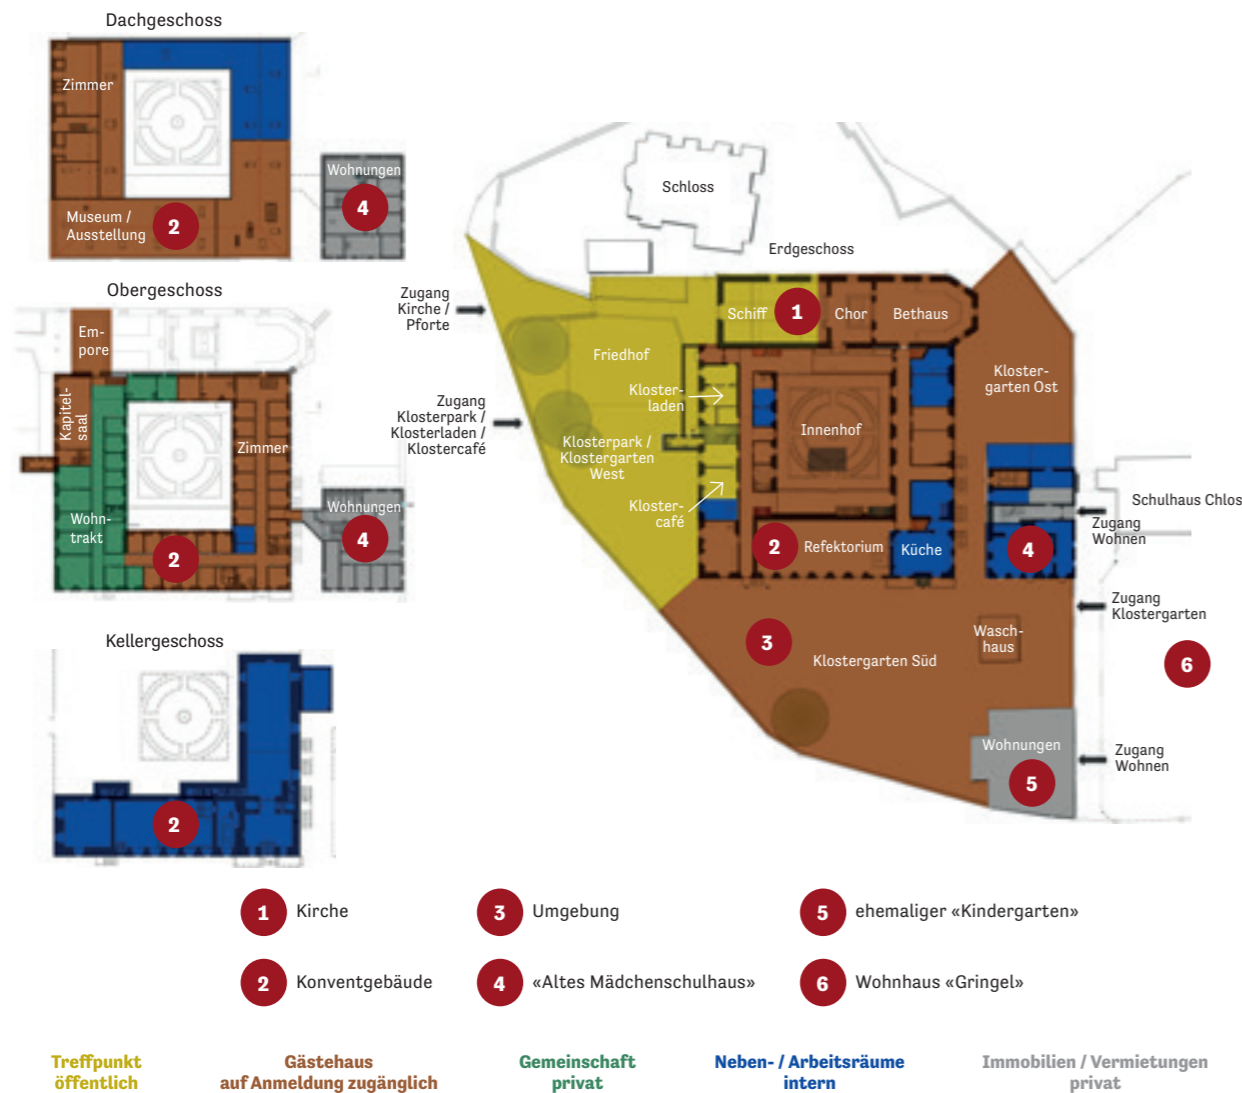 Dachgeschoss
Zimmer
Museum /
Ausstellung
2
Wohnungen
4
Obergeschoss
Em-
pore
Kapitel-
saal
Zimmer
Wohn-
trakt
2
Wohnungen
4
Kellergeschoss
2
Schloss
Erdgeschoss
Zugang
Kirche /
Pforte
Schiff
1
Chor
Bethaus
Friedhof
Kloster-
laden
Kloster-
garten Ost
Zugang
Klosterpark /
Klosterladen /
Klostercafé
Innenhof
Klosterpark /
Klostergarten
West
Kloster-
café
Schulhaus Chlos
Zugang
Wohnen
2
Refektorium
Küche
4
Zugang
Klostergarten
Wasch-
haus
3
Klostergarten Süd
6
Wohnungen
5
Zugang
Wohnen
1 Kirche
3 Umgebung
5 ehemaliger «Kindergarten»
2 Konventgebäude
4 «Altes Mädchenschulhaus»
6 Wohnhaus «Gringel»
Treffpunkt
öffentlich
Gästehaus
auf Anmeldung zugänglich
Gemeinschaft
privat
Neben- / Arbeitsräume
intern
Immobilien / Vermietungen
privat